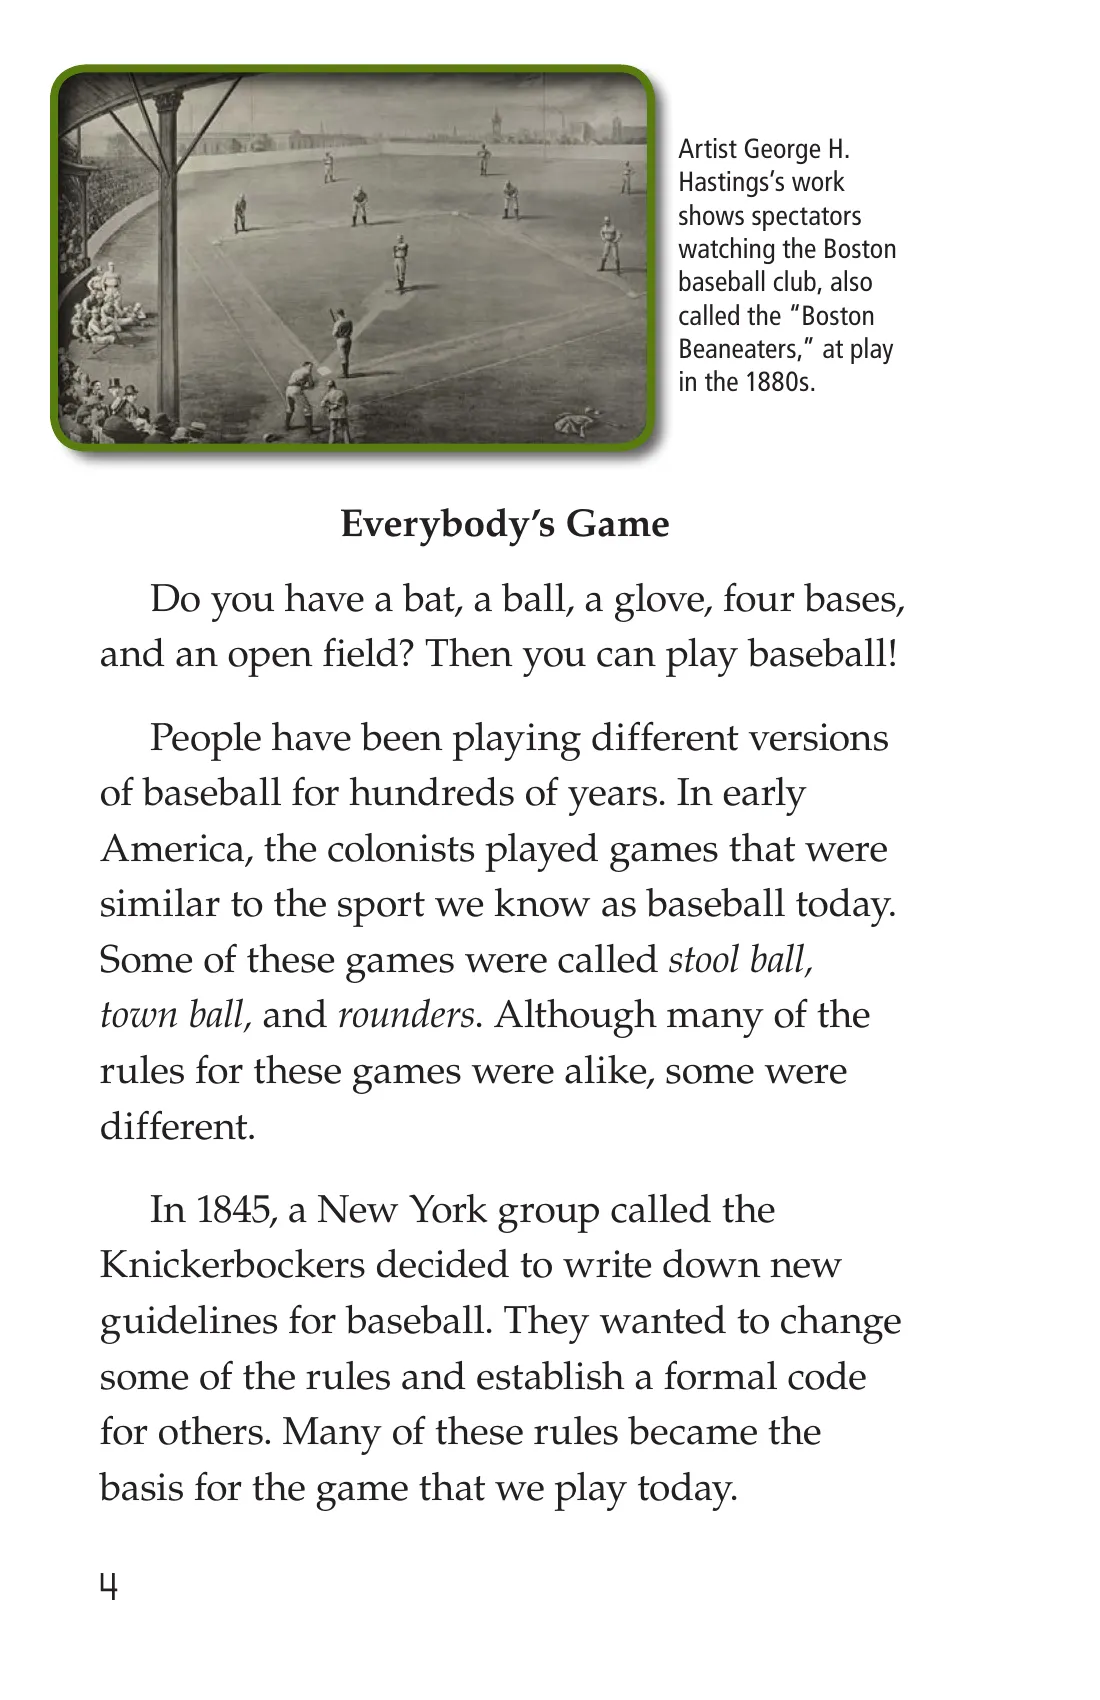 Artist George H.
Hastings’s work
shows spectators
watching the Boston
baseball club, also
called the “Boston
Beaneaters,” at play
in the 1880s.
Everybody’s Game
Do you have a bat, a ball, a glove, four bases,
and an open field? Then you can play baseball!
People have been playing different versions
of baseball for hundreds of years. In early
America, the colonists played games that were
similar to the sport we know as baseball today.
Some of these games were called stool ball,
town ball, and rounders. Although many of the
rules for these games were alike, some were
different.
In 1845, a New York group called the
Knickerbockers decided to write down new
guidelines for baseball. They wanted to change
some of the rules and establish a formal code
for others. Many of these rules became the
basis for the game that we play today.
4